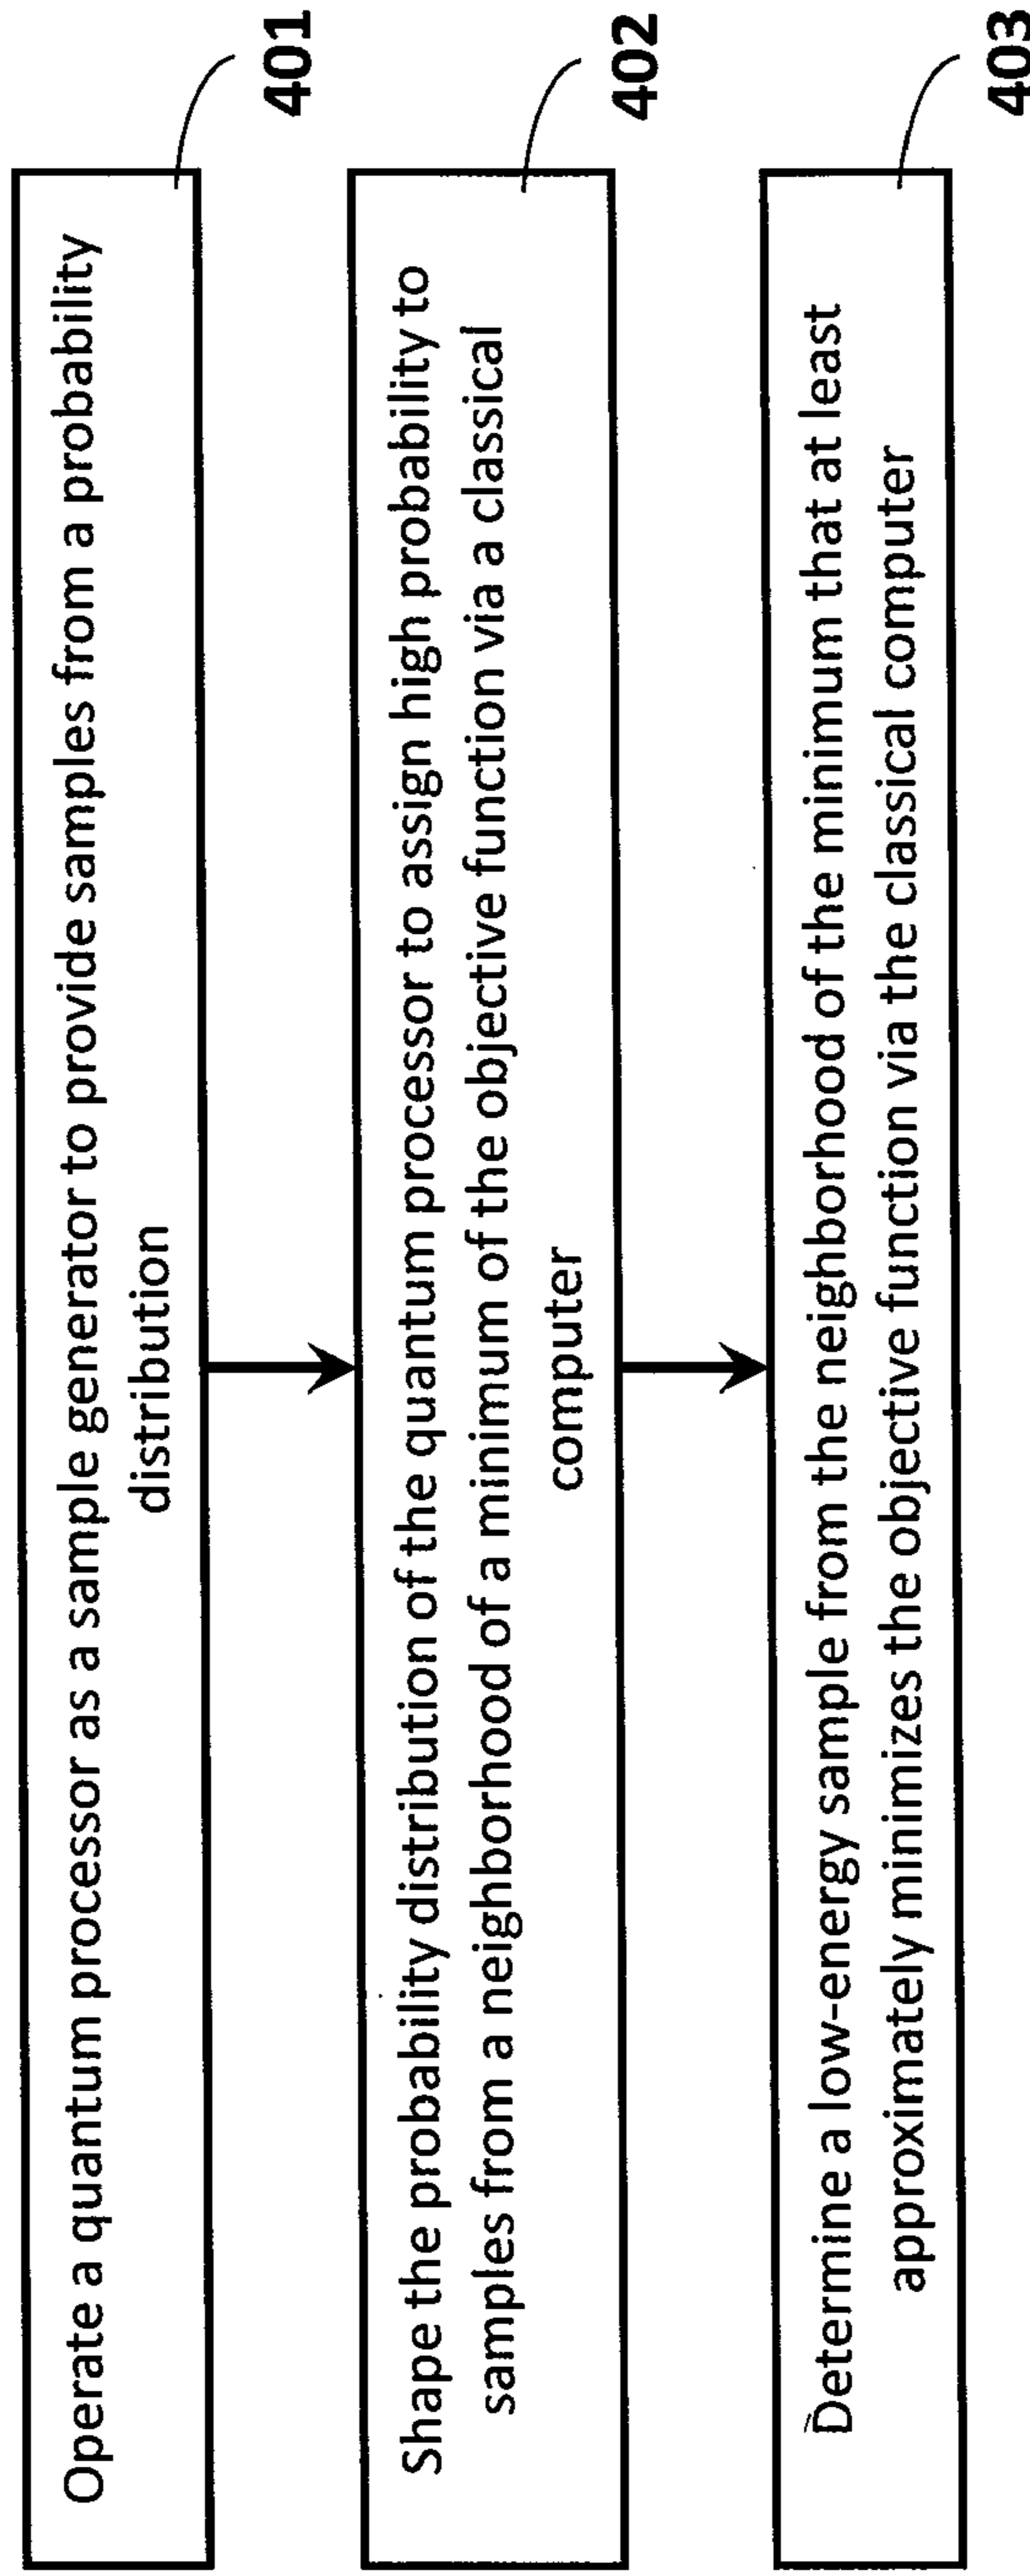 Operate a quantum processor as a sample generator to provide samples from a probability
distribution
401
Shape the probability distribution of the quantum processor to assign high probability to
samples from a neighborhood of a minimum of the objective function via a classical
computer
402
Determine a low-energy sample from the neighborhood of the minimum that at least
approximately minimizes the objective function via the classical computer
403